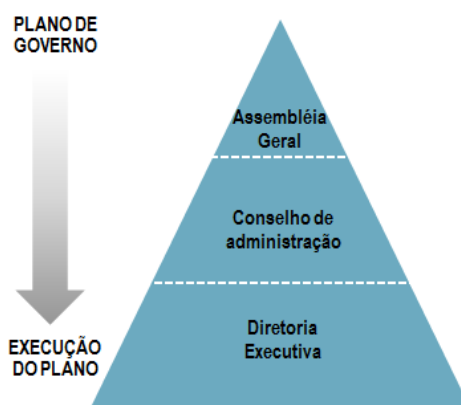 PLANO DE
GOVERNO
Assembléia
Geral
Conselho de
administração
Diretoria
Executiva
EXECUÇÃO
DO PLANO